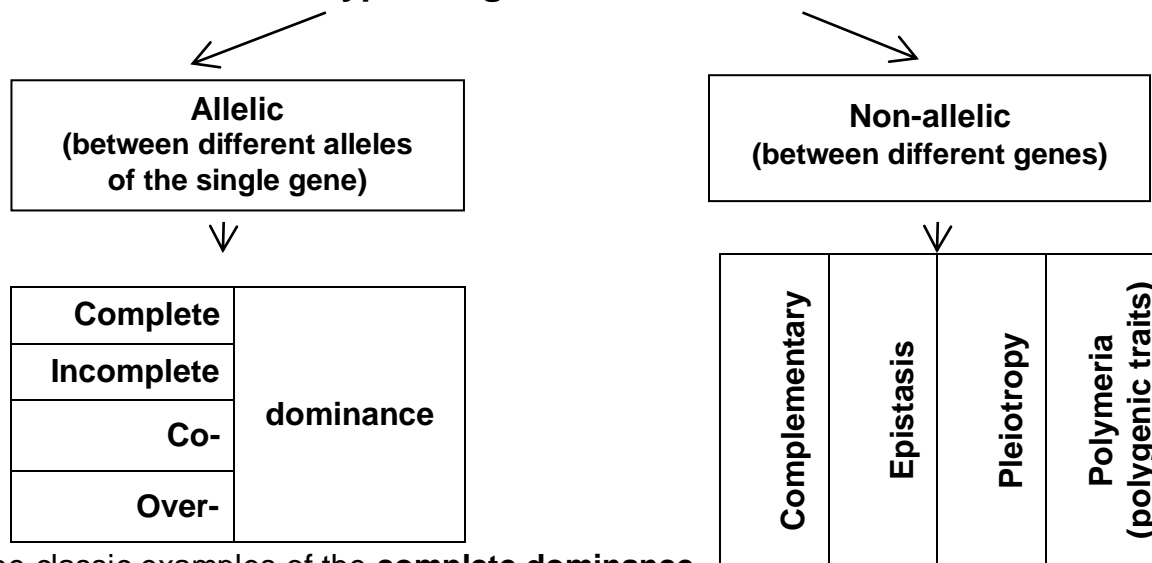 Allelic
(between different alleles
of the single gene)
Non-allelic
(between different genes)
Complete
Incomplete
Co-
Over-
dominance
Complementary
Epistasis
Pleiotropy
Polymeria
(polygenic traits)
classic examples of the complete dominance